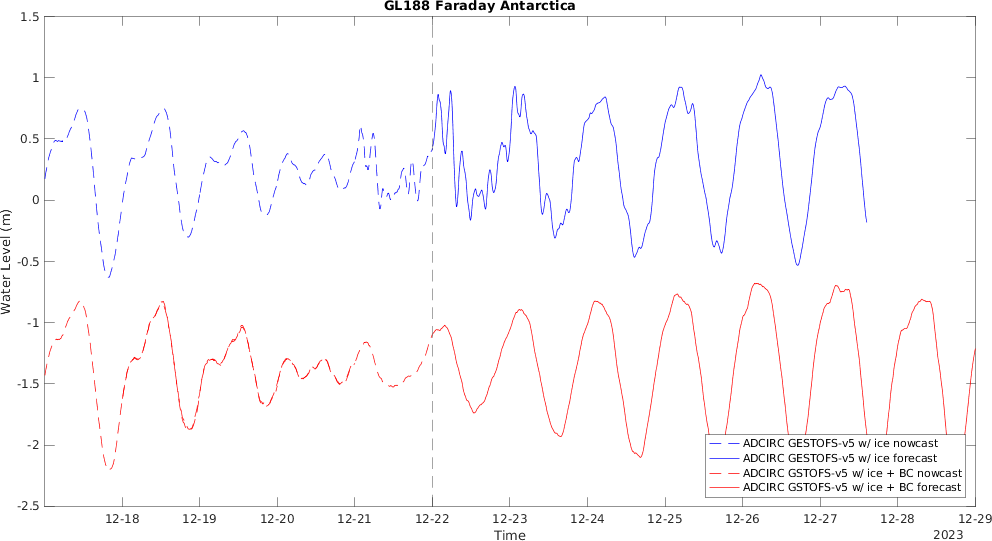 GL188 Faraday Antarctica
Water Level (m)
1.5
1
0.5
0
-0.5
-1
-1.5
-2
-2.5
ADCIRC GESTOFS-v5 w/ ice nowcast
ADCIRC GESTOFS-v5 w/ ice forecast
ADCIRC GSTOFS-v5 w/ ice + BC nowcast
ADCIRC GSTOFS-v5 w/ ice + BC forecast
12-18 12-19 12-20 12-21 12-22 12-23 12-24 12-25 12-26 12-27 12-28 12-29
Time
2023